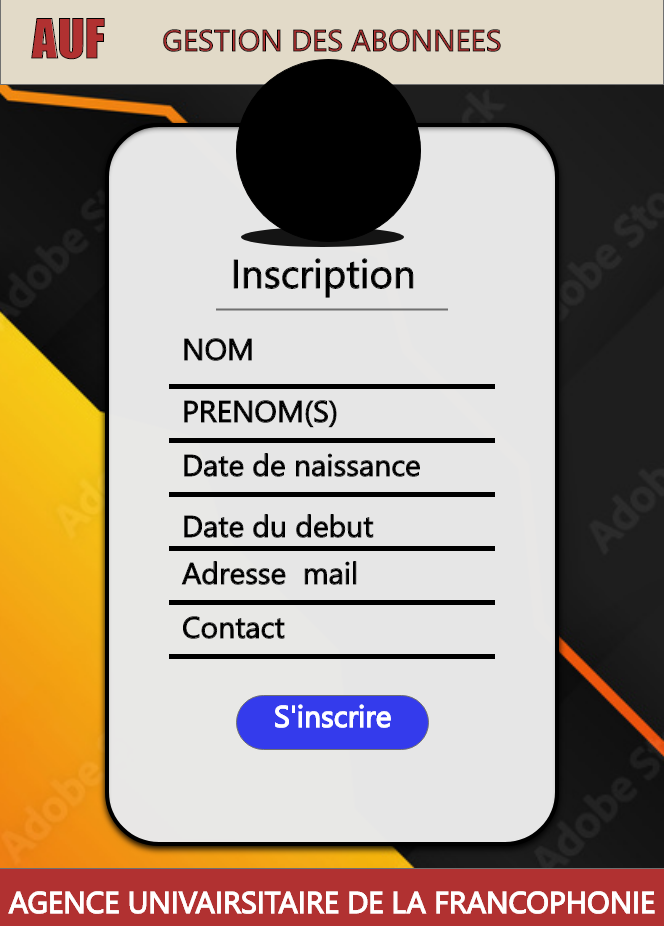 AUF
GESTION DES ABONNEES
Inscription
NOM
PRENOM(S)
Date de naissance
Date du debut
Adresse  mail
Contact
S'inscrire
AGENCE UNIVAIRSITAIRE DE LA FRANCOPHONIE